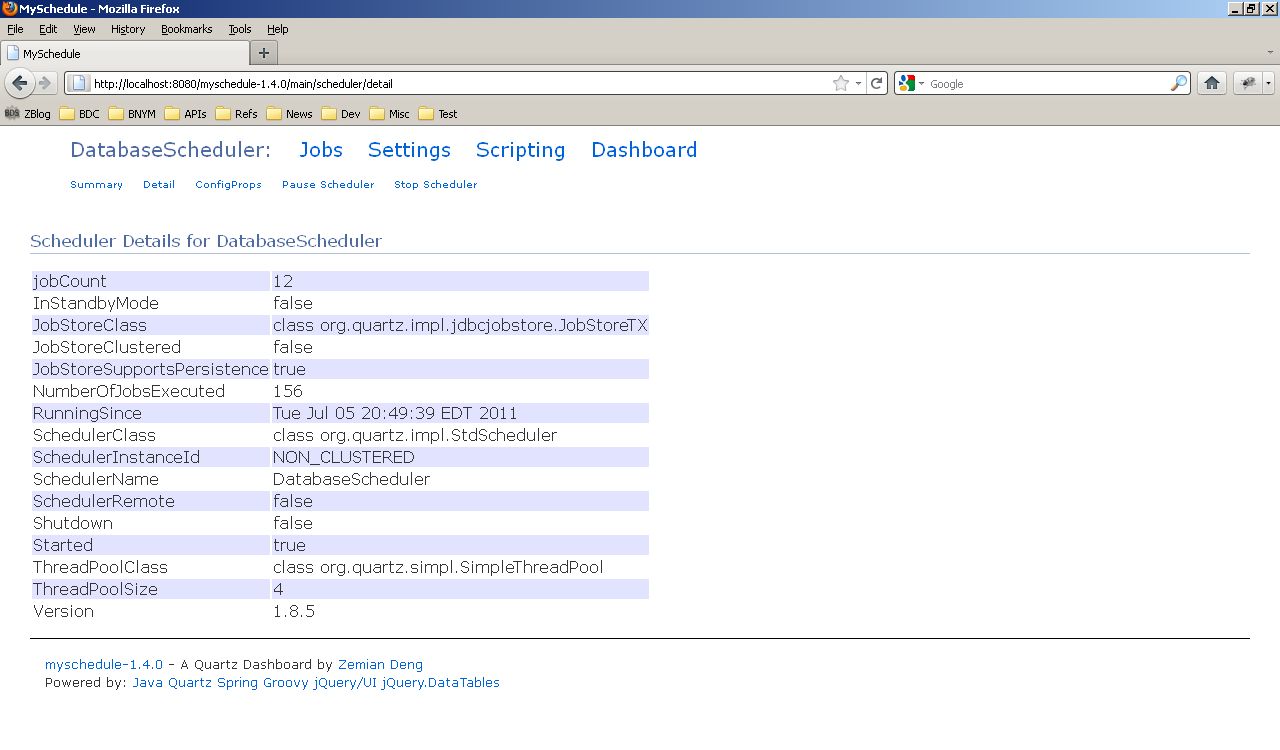 MySchedule - Mozilla Firefox
File Edit View History Bookmarks Tools Help
MySchedule
http://localhost:8080/myschedule-1.4.0/main/scheduler/detail
Google
BDS ZBlog BDC BNYM APIs Refs News Dev Misc Test
DatabaseScheduler: Jobs Settings Scripting Dashboard
Summary Detail ConfigProps Pause Scheduler Stop Scheduler
Scheduler Details for DatabaseScheduler
jobCount 12
InStandbyMode false
JobStoreClass class org.quartz.impl.jdbcjobstore.JobStoreTX
JobStoreClustered false
JobStoreSupportsPersistence true
NumberOfJobsExecuted 156
RunningSince Tue Jul 05 20:49:39 EDT 2011
SchedulerClass class org.quartz.impl.StdScheduler
SchedulerInstanceId NON_CLUSTERED
SchedulerName DatabaseScheduler
SchedulerRemote false
Shutdown false
Started true
ThreadPoolClass class org.quartz.simpl.SimpleThreadPool
ThreadPoolSize 4
Version 1.8.5
myschedule-1.4.0 - A Quartz Dashboard by Zemian Deng
Powered by: Java Quartz Spring Groovy jQuery/UI jQuery.DataTables